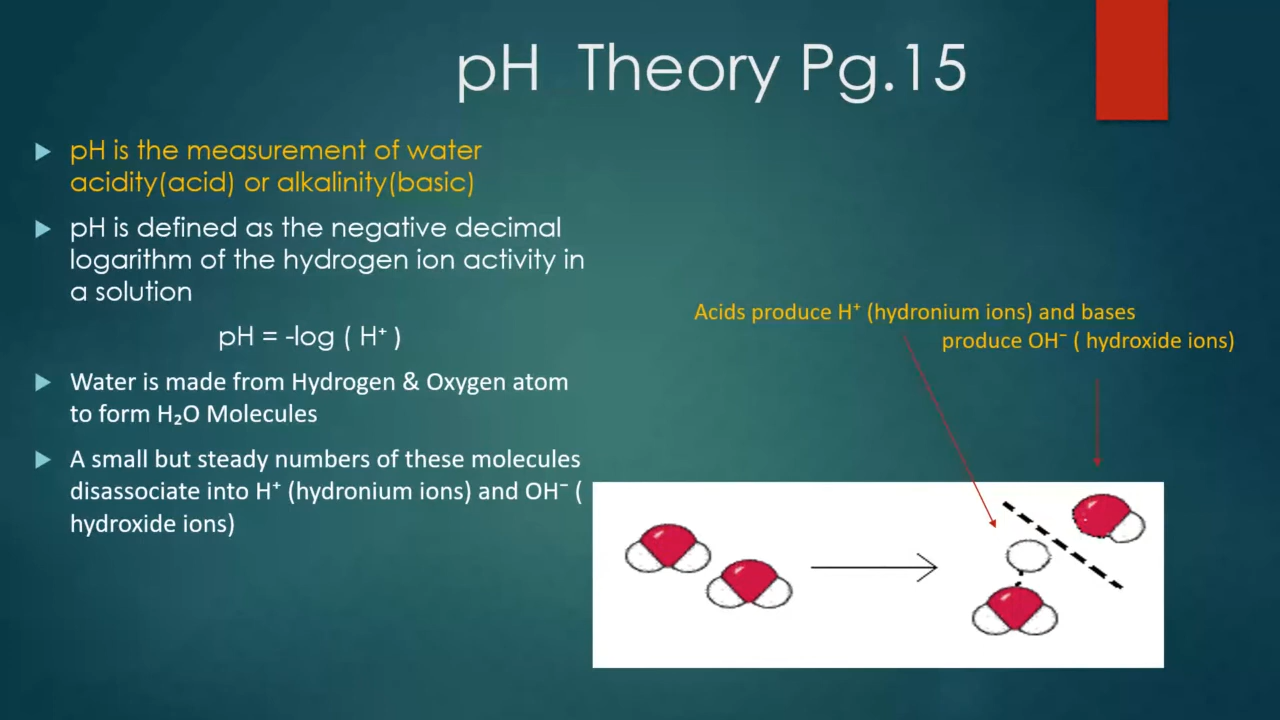 pH Theory Pg.15
pH is the measurement of water
acidity(acid) or alkalinity(basic)
pH is defined as the negative decimal
logarithm of the hydrogen ion activity in
a solution
pH = -log ( H⁺ )
Water is made from Hydrogen & Oxygen atom
to form H₂O Molecules
A small but steady numbers of these molecules
disassociate into H⁺ (hydronium ions) and OH⁻ (
hydroxide ions)
Acids produce H⁺ (hydronium ions) and bases
produce OH⁻ ( hydroxide ions)